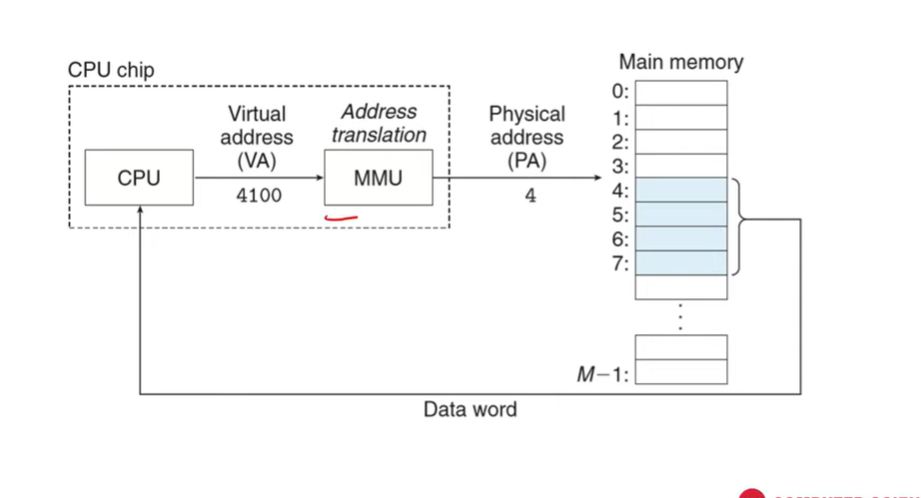 CPU chip
Main memory
Virtual
address
(VA)
4100
Address
translation
Physical
address
(PA)
4
CPU
MMU
0:
1:
2:
3:
4:
5:
6:
7:
M−1:
Data word